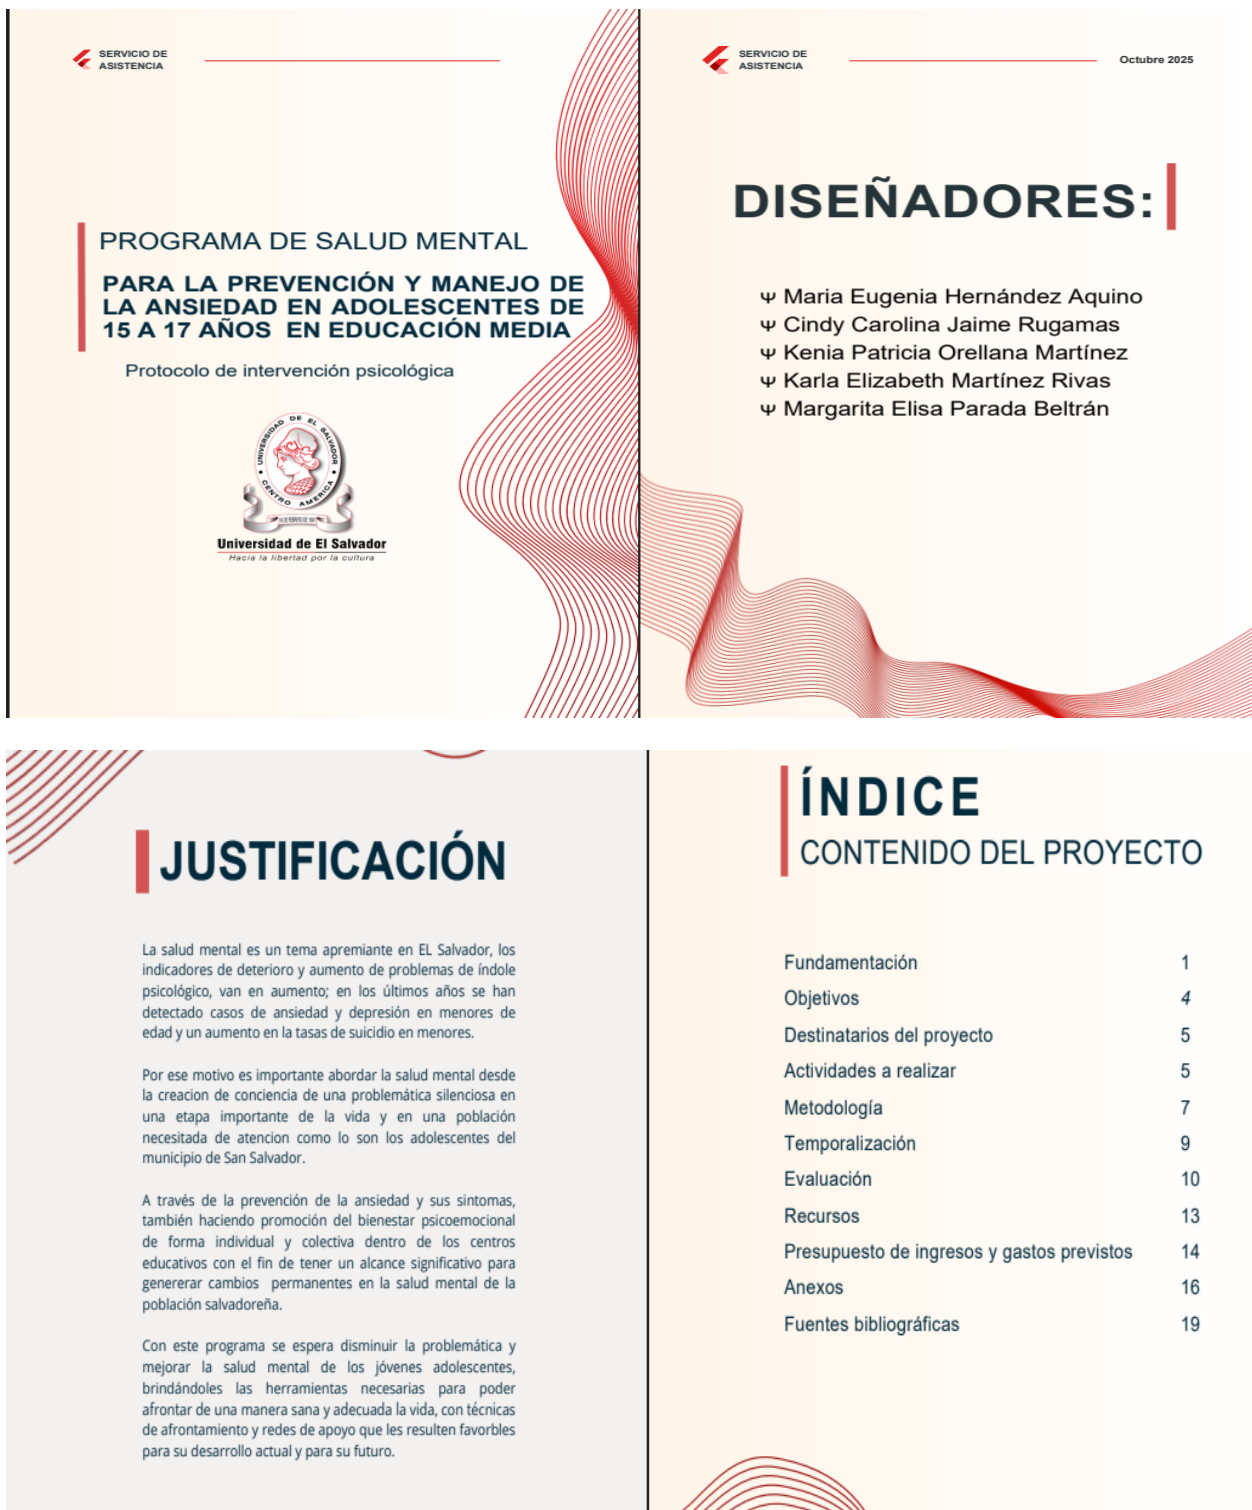 SERVICIO DE
ASISTENCIA
PROGRAMA DE SALUD MENTAL
PARA LA PREVENCIÓN Y MANEJO DE
LA ANSIEDAD EN ADOLESCENTES DE
15 A 17 AÑOS EN EDUCACIÓN MEDIA
Protocolo de intervención psicológica
UNIVERSIDAD DE EL SALVADOR
CENTRO AMERICA
Universidad de El Salvador
Hacia la libertad por la cultura
SERVICIO DE
ASISTENCIA
Octubre 2025
DISEÑADORES:
Ψ Maria Eugenia Hernández Aquino
Ψ Cindy Carolina Jaime Rugamas
Ψ Kenia Patricia Orellana Martínez
Ψ Karla Elizabeth Martínez Rivas
Ψ Margarita Elisa Parada Beltrán
JUSTIFICACIÓN
La salud mental es un tema apremiante en EL Salvador, los
indicadores de deterioro y aumento de problemas de índole
psicológico, van en aumento; en los últimos años se han
detectado casos de ansiedad y depresión en menores de
edad y un aumento en la tasas de suicidio en menores.
Por ese motivo es importante abordar la salud mental desde
la creacion de conciencia de una problemática silenciosa en
una etapa importante de la vida y en una población
necesitada de atencion como lo son los adolescentes del
municipio de San Salvador.
A través de la prevención de la ansiedad y sus sintomas,
también haciendo promoción del bienestar psicoemocional
de forma individual y colectiva dentro de los centros
educativos con el fin de tener un alcance significativo para
genererar cambios permanentes en la salud mental de la
población salvadoreña.
Con este programa se espera disminuir la problemática y
mejorar la salud mental de los jóvenes adolescentes,
brindándoles las herramientas necesarias para poder
afrontar de una manera sana y adecuada la vida, con técnicas
de afrontamiento y redes de apoyo que les resulten favorbles
para su desarrollo actual y para su futuro.
ÍNDICE
CONTENIDO DEL PROYECTO
Fundamentación 1
Objetivos 4
Destinatarios del proyecto 5
Actividades a realizar 5
Metodología 7
Temporalización 9
Evaluación 10
Recursos 13
Presupuesto de ingresos y gastos previstos 14
Anexos 16
Fuentes bibliográficas 19